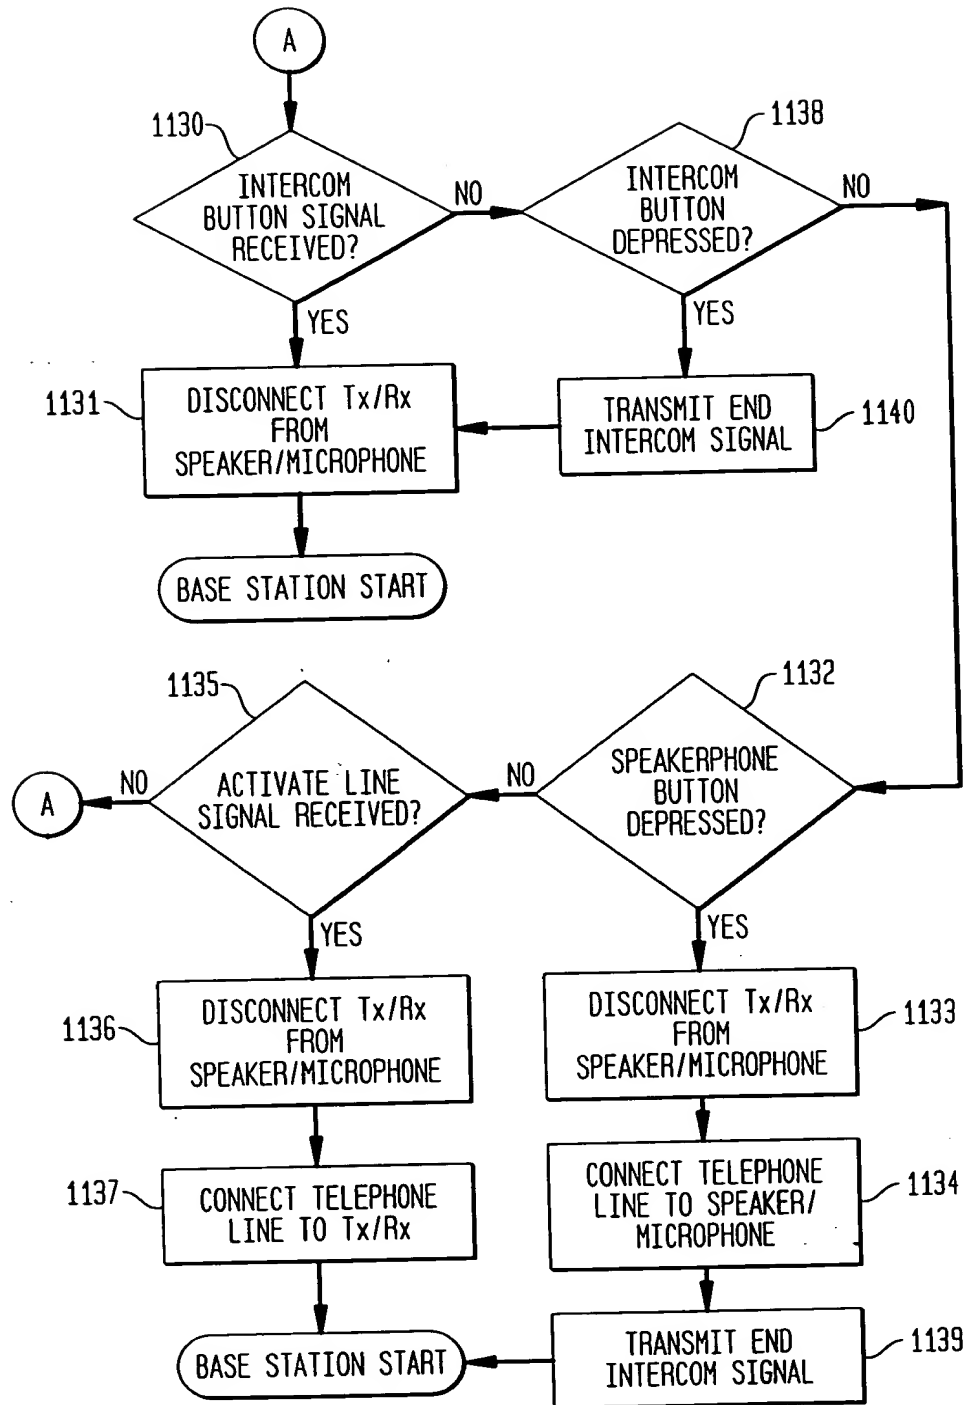 A
1130
INTERCOM
BUTTON SIGNAL
RECEIVED?
NO
YES
1138
INTERCOM
BUTTON
DEPRESSED?
NO
YES
1131
DISCONNECT Tx/Rx
FROM
SPEAKER/MICROPHONE
TRANSMIT END
INTERCOM SIGNAL
1140
BASE STATION START
1135
ACTIVATE LINE
SIGNAL RECEIVED?
NO
A
YES
1132
SPEAKERPHONE
BUTTON
DEPRESSED?
NO
YES
1136
DISCONNECT Tx/Rx
FROM
SPEAKER/MICROPHONE
DISCONNECT Tx/Rx
FROM
SPEAKER/MICROPHONE
1133
1137
CONNECT TELEPHONE
LINE TO Tx/Rx
CONNECT TELEPHONE
LINE TO SPEAKER/
MICROPHONE
1134
BASE STATION START
TRANSMIT END
INTERCOM SIGNAL
1139